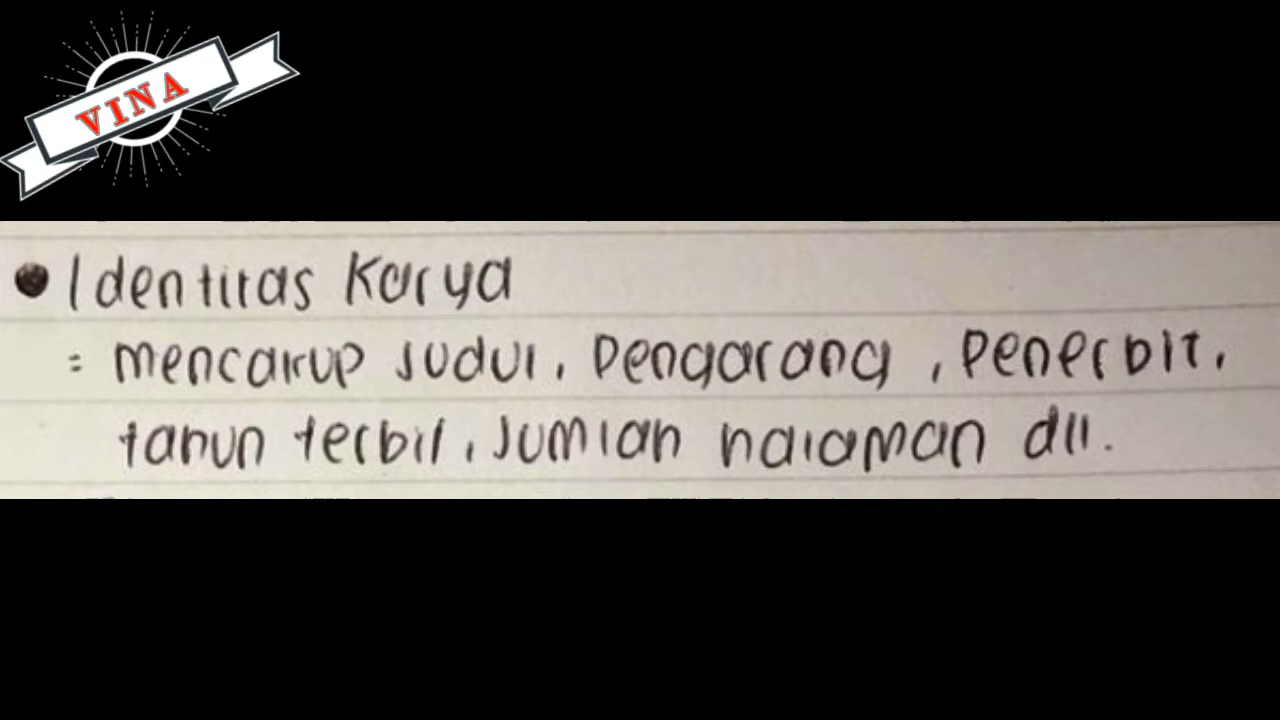 VINA
• Identitas Karya
= mencakup judul, pengarang, penerbit,
tahun terbit, jumlah halaman dll.